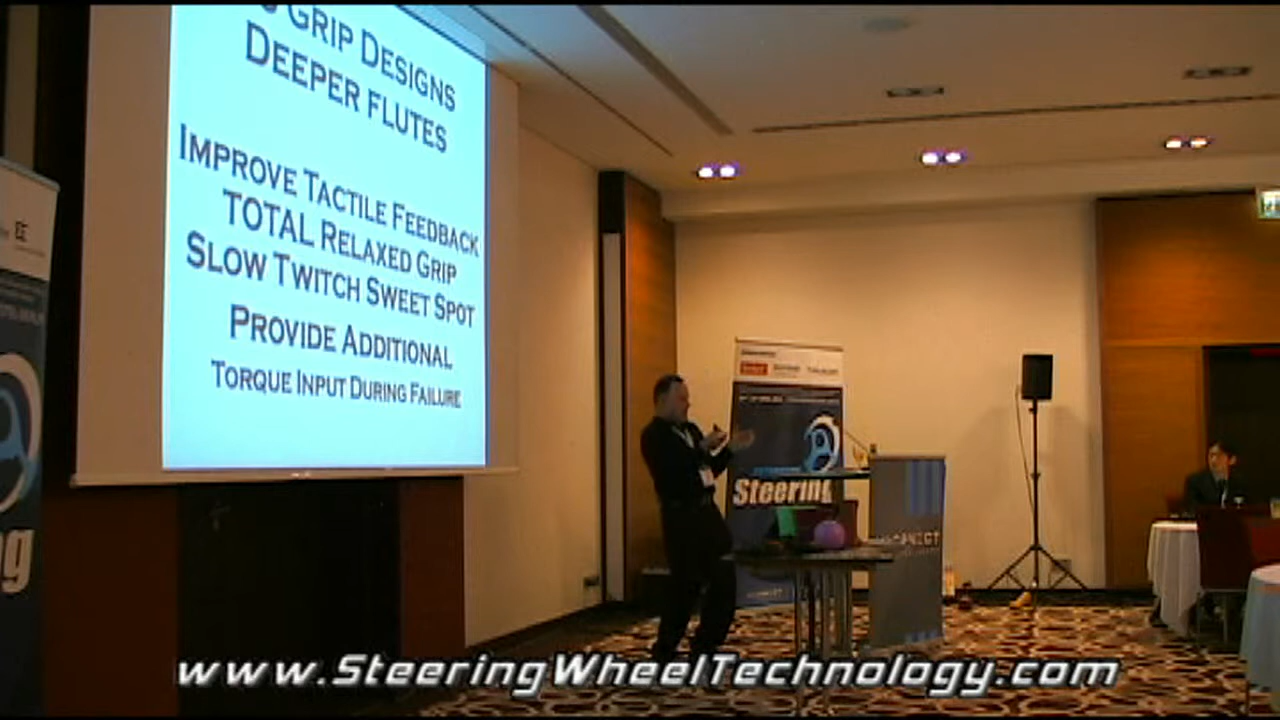 GRIP DESIGNS
DEEPER FLUTES
IMPROVE TACTILE FEEDBACK
TOTAL RELAXED GRIP
SLOW TWITCH SWEET SPOT
PROVIDE ADDITIONAL
TORQUE INPUT DURING FAILURE
Steering
www.SteeringWheelTechnology.com